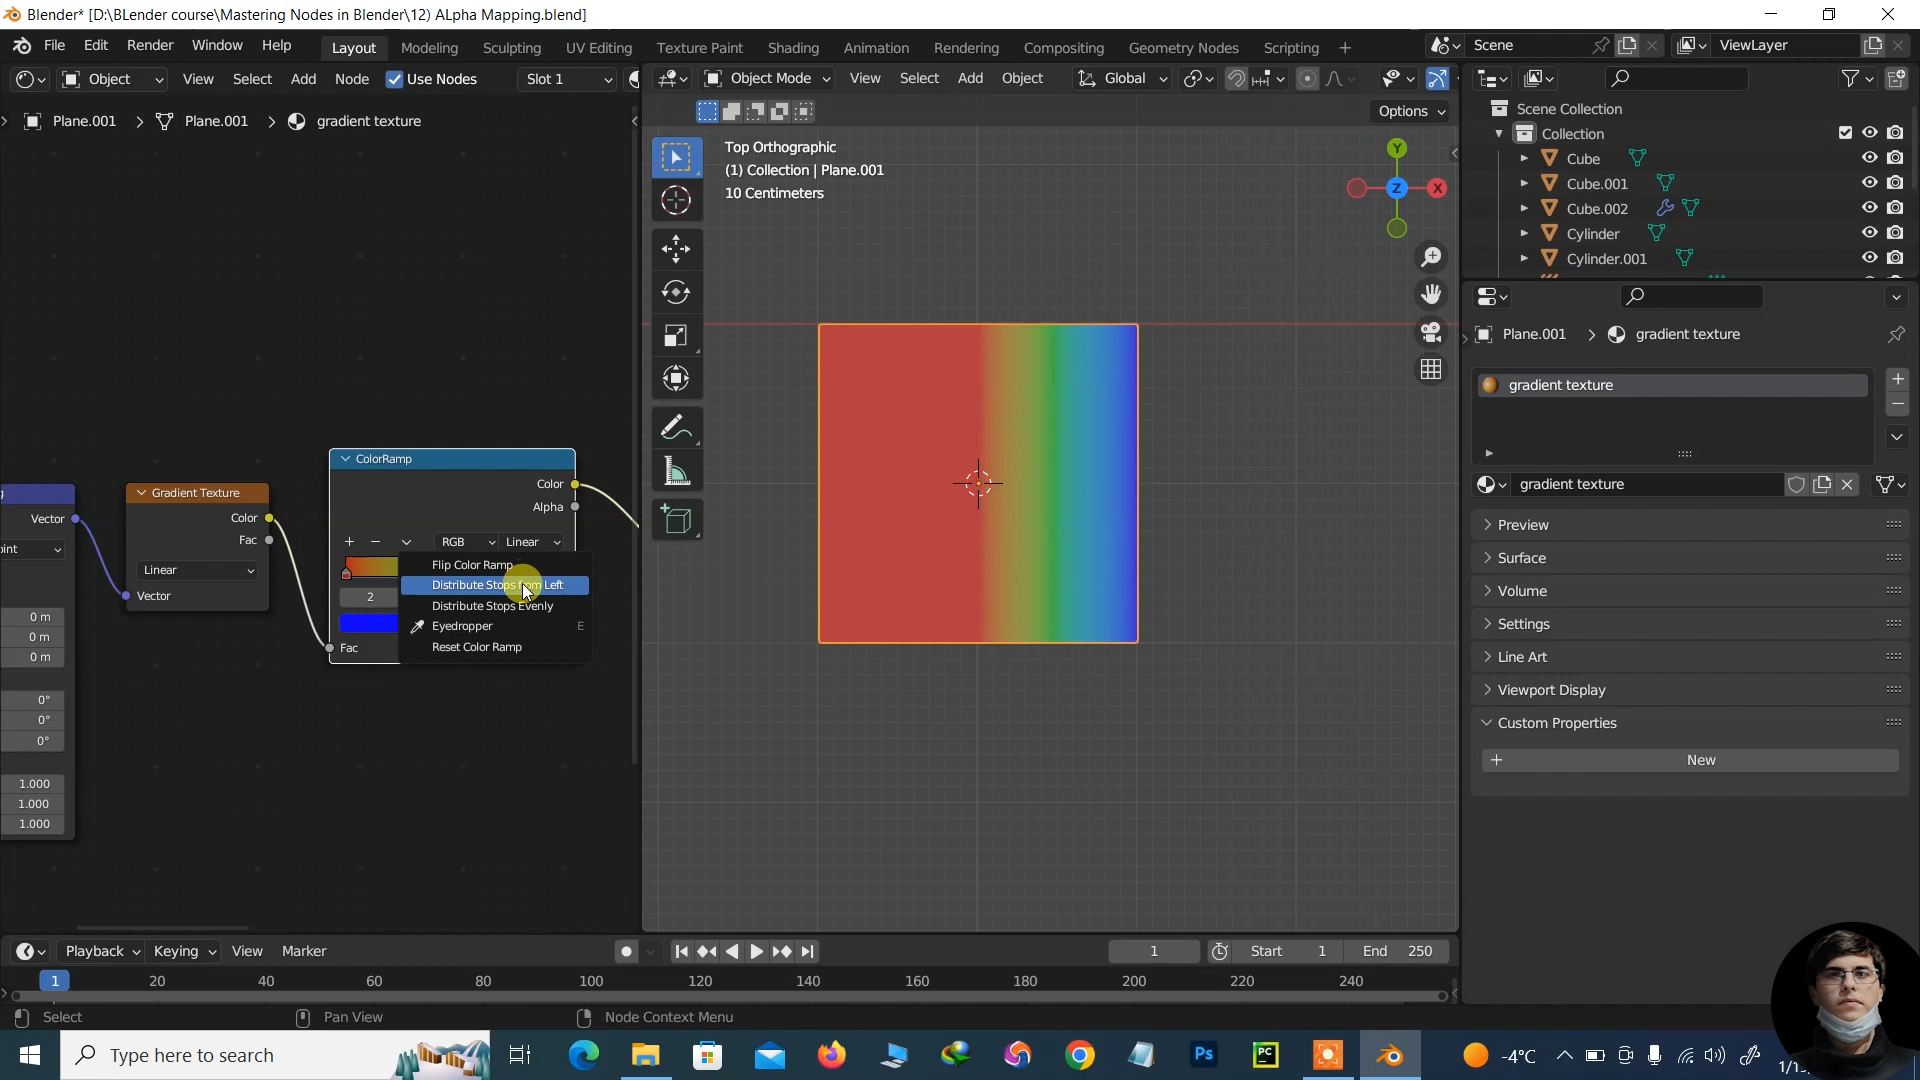 Blender* [D:\BLender course\Mastering Nodes in Blender\12) ALpha Mapping.blend]
File Edit Render Window Help Layout Modeling Sculpting UV Editing Texture Paint Shading Animation Rendering Compositing Geometry Nodes Scripting + Scene ViewLayer
Object View Select Add Node Use Nodes Slot 1 Object Mode View Select Add Object Global
Options
Plane.001 > Plane.001 > gradient texture
Top Orthographic
(1) Collection | Plane.001
10 Centimeters
Y
Z
X
Scene Collection
Collection
Cube
Cube.001
Cube.002
Cylinder
Cylinder.001
Plane.001 > gradient texture
gradient texture
gradient texture
Preview
Surface
Volume
Settings
Line Art
Viewport Display
Custom Properties
+ New
Vector
oint
0 m
0 m
0 m
0°
0°
0°
1.000
1.000
1.000
Gradient Texture
Color
Fac
Linear
Vector
ColorRamp
Color
Alpha
+ − RGB Linear
2
Fac
Flip Color Ramp
Distribute Stops from Left
Distribute Stops Evenly
Eyedropper E
Reset Color Ramp
Playback Keying View Marker 1 Start 1 End 250
1 20 40 60 80 100 120 140 160 180 200 220 240
Select Pan View Node Context Menu
Type here to search Ps PC -4°C